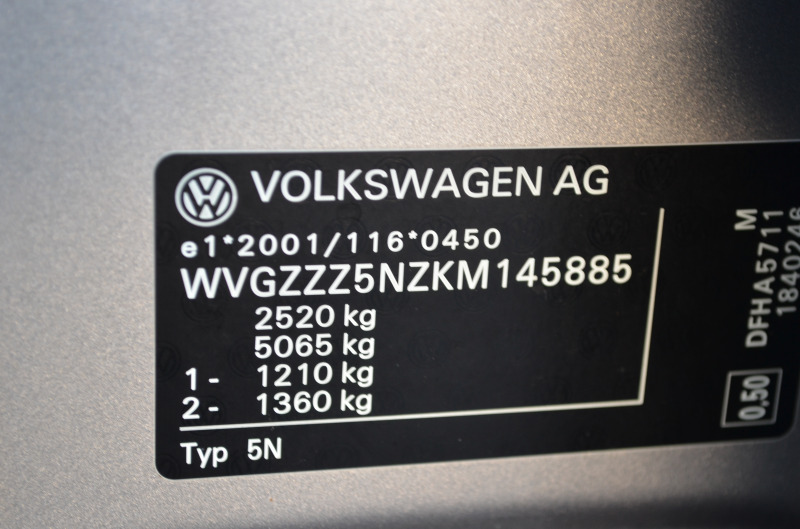 VOLKSWAGEN AG
e1*2001/116*0450
WVGZZZ5NZKM145885
2520 kg
5065 kg
1- 1210 kg
2- 1360 kg
Typ 5N
M
DFHA5711
1840246
0,50